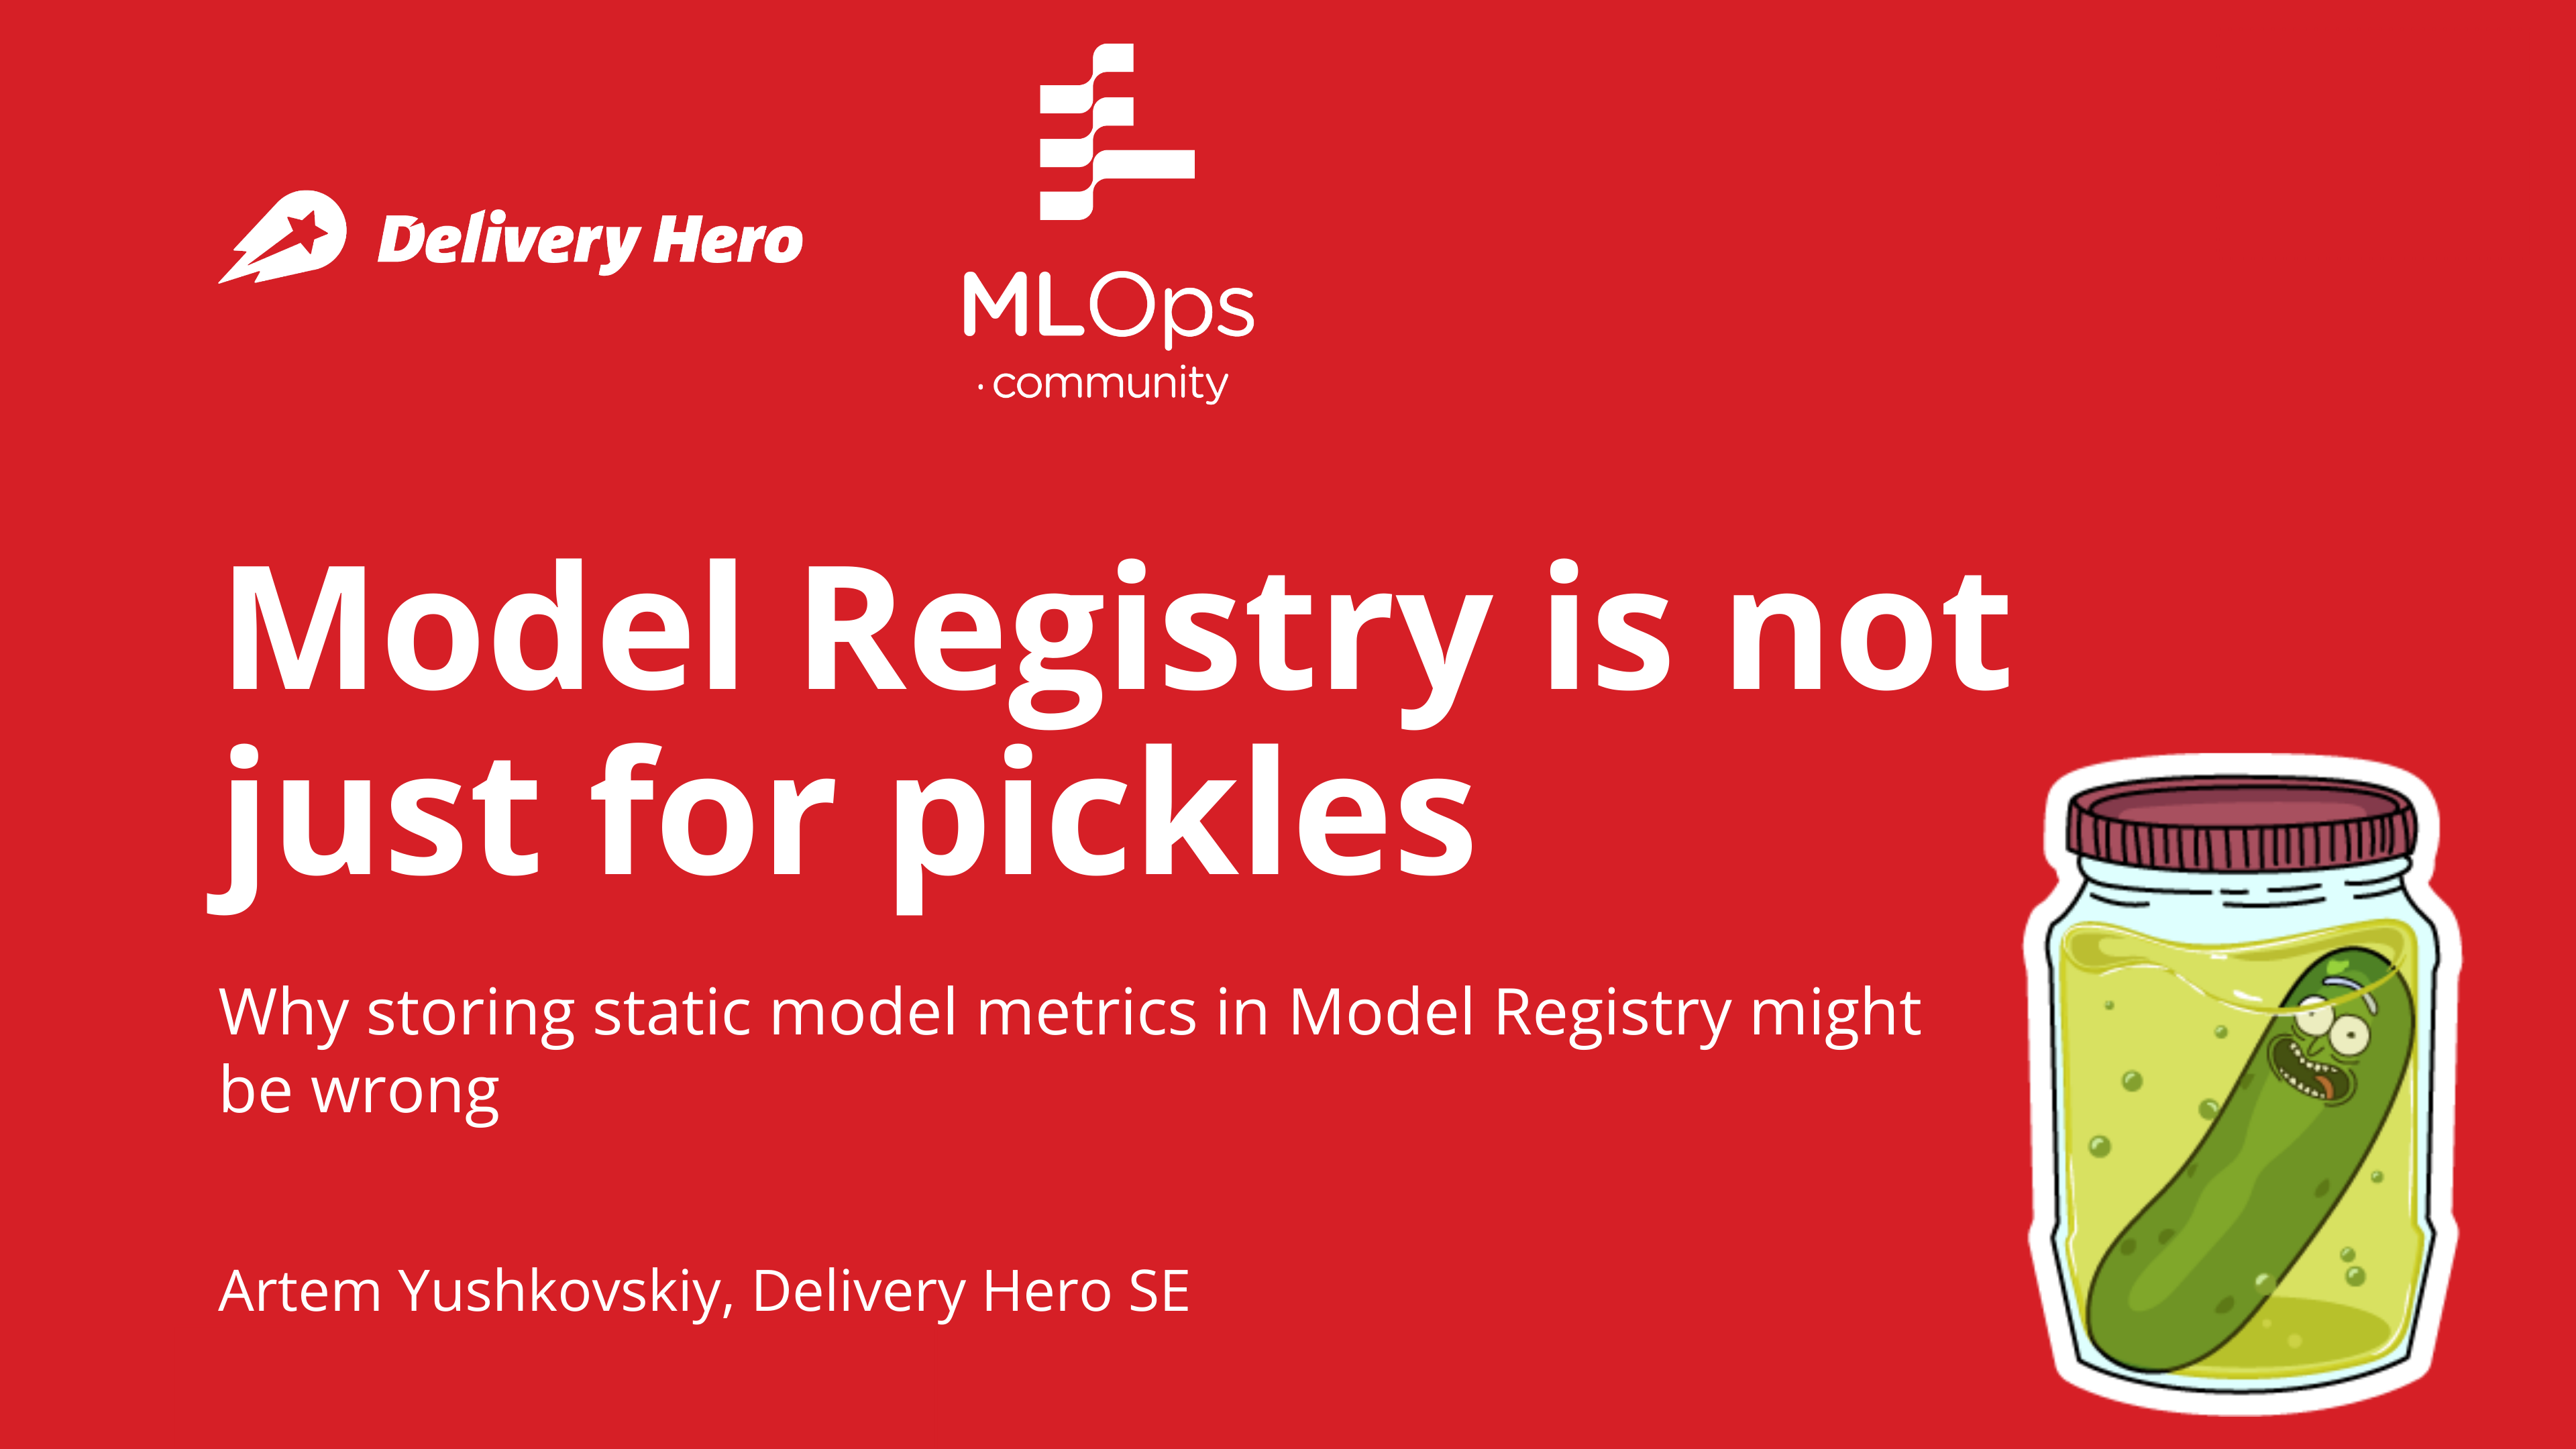 Delivery Hero
MLOps
· community
Model Registry is not
just for pickles
Why storing static model metrics in Model Registry might
be wrong
Artem Yushkovskiy, Delivery Hero SE